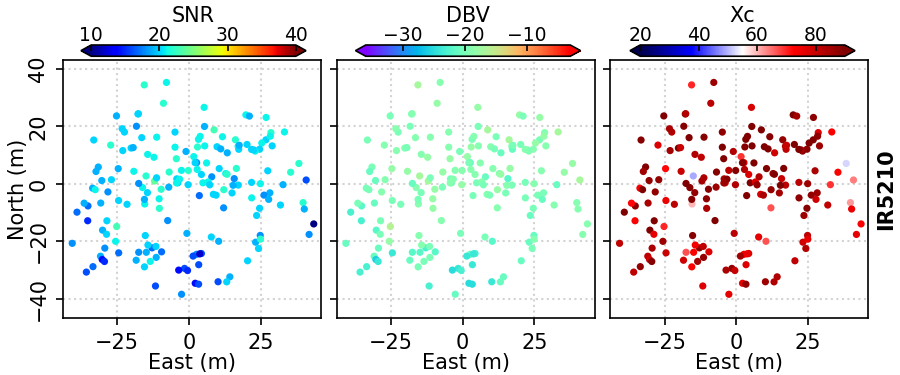 SNR DBV Xc
10 20 30 40 −30 −20 −10 20 40 60 80
40
20
0
−20
−40
North (m)
−25 0 25 −25 0 25 −25 0 25
East (m) East (m) East (m)
IR5210